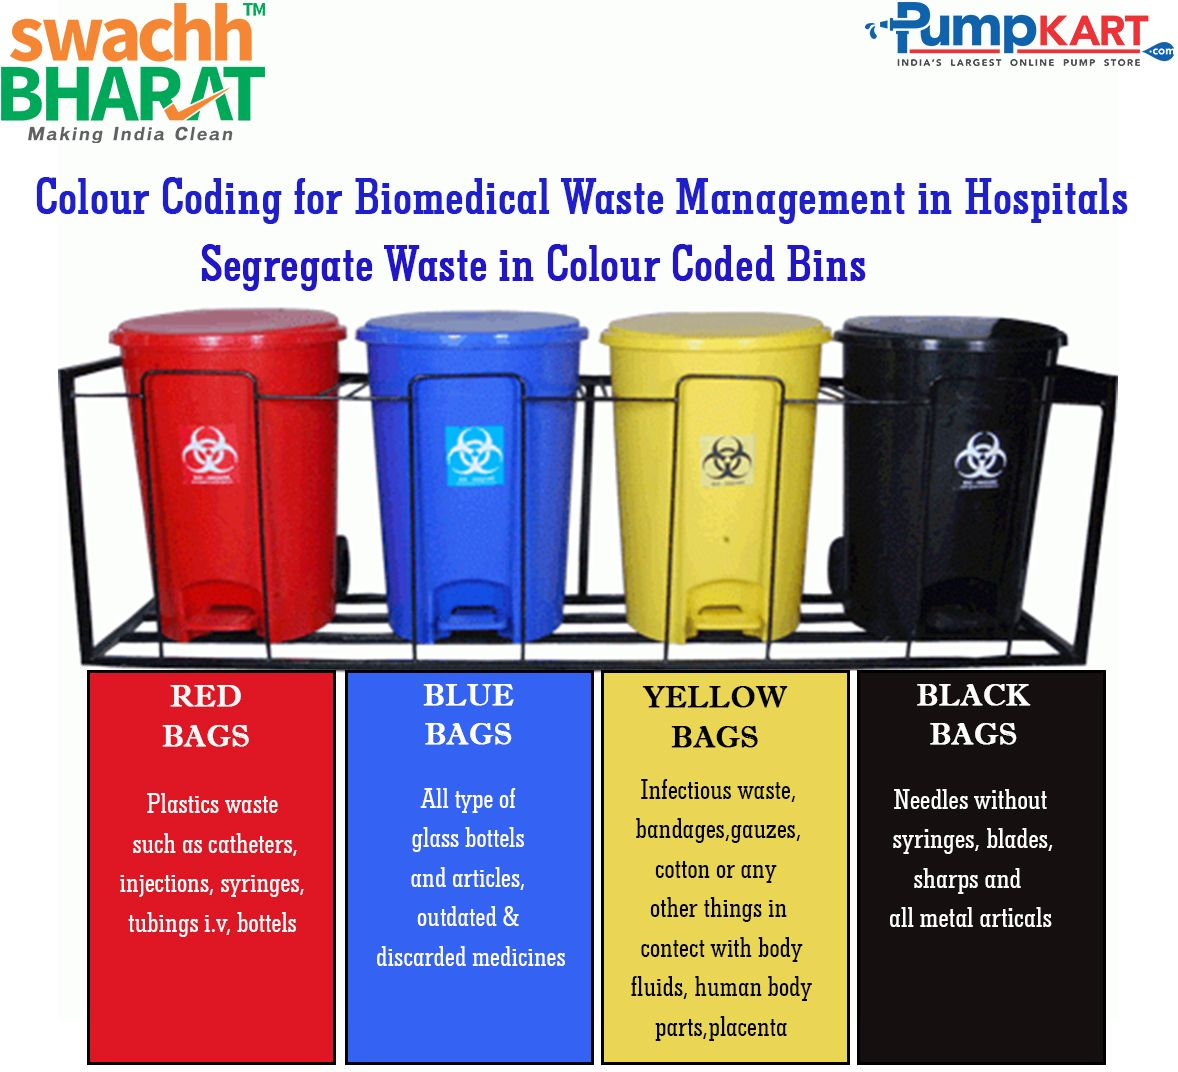 swachh™
BHARAT
Making India Clean
PumpKART
.com
INDIA'S LARGEST ONLINE PUMP STORE
Colour Coding for Biomedical Waste Management in Hospitals
Segregate Waste in Colour Coded Bins
RED
BAGS
Plastics waste
such as catheters,
injections, syringes,
tubings i.v, bottels
BLUE
BAGS
All type of
glass bottels
and articles,
outdated &
discarded medicines
YELLOW
BAGS
Infectious waste,
bandages,gauzes,
cotton or any
other things in
contect with body
fluids, human body
parts,placenta
BLACK
BAGS
Needles without
syringes, blades,
sharps and
all metal articals